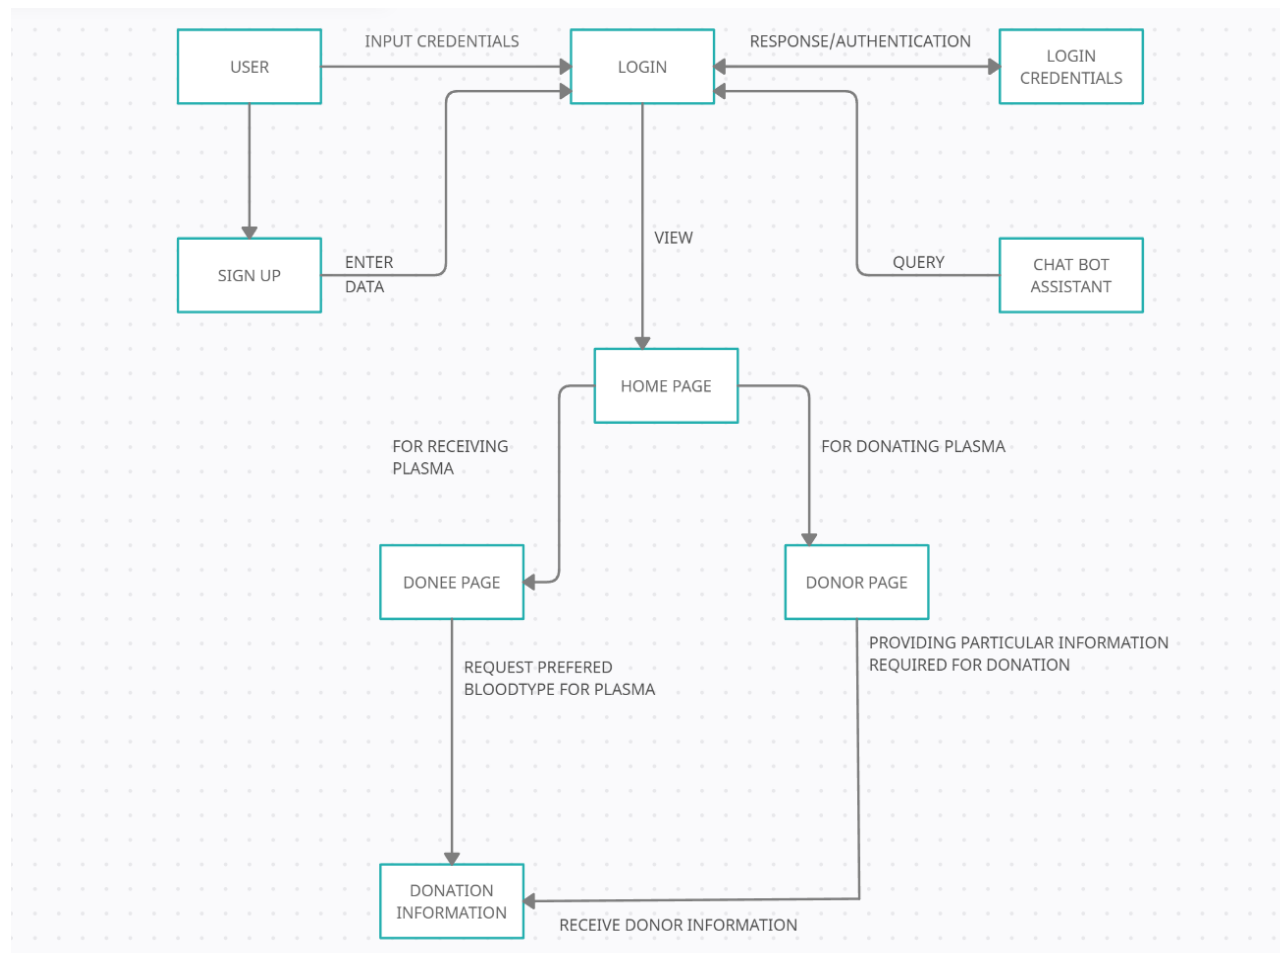 INPUT CREDENTIALS
RESPONSE/AUTHENTICATION
USER
LOGIN
LOGIN
CREDENTIALS
VIEW
ENTER
DATA
SIGN UP
QUERY
CHAT BOT
ASSISTANT
HOME PAGE
FOR RECEIVING
PLASMA
FOR DONATING PLASMA
DONEE PAGE
DONOR PAGE
REQUEST PREFERED
BLOODTYPE FOR PLASMA
PROVIDING PARTICULAR INFORMATION
REQUIRED FOR DONATION
DONATION
INFORMATION
RECEIVE DONOR INFORMATION